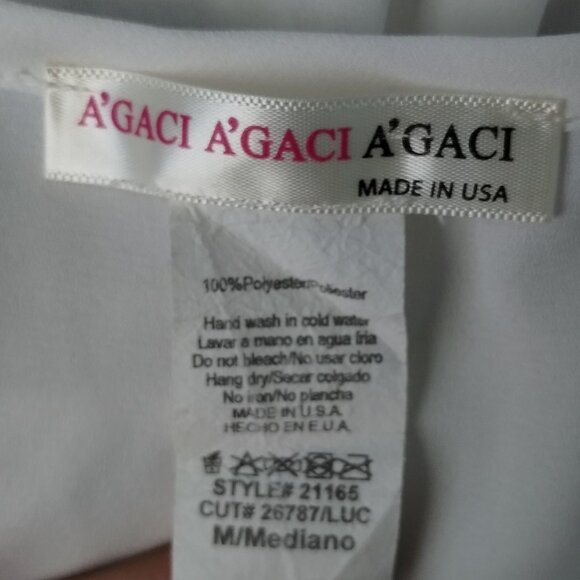 A'GACI A'GACI A'GACI
MADE IN USA
100%Polyester/Poliester
Hand wash in cold water
Lavar a mano en agua fria
Do not bleach/No usar cloro
Hang dry/Secar colgado
No iron/No plancha
MADE IN U.S.A.
HECHO EN E.U.A.
STYLE# 21165
CUT# 26787/LUC
M/Mediano